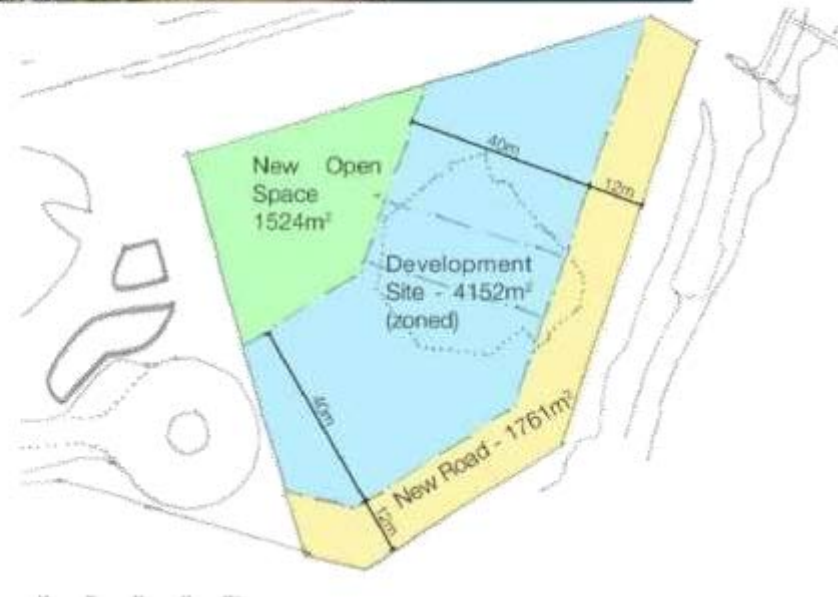 New Open
Space
1524m²
40m
12m
Development
Site - 4152m²
(zoned)
40m
12m
New Road - 1761m²